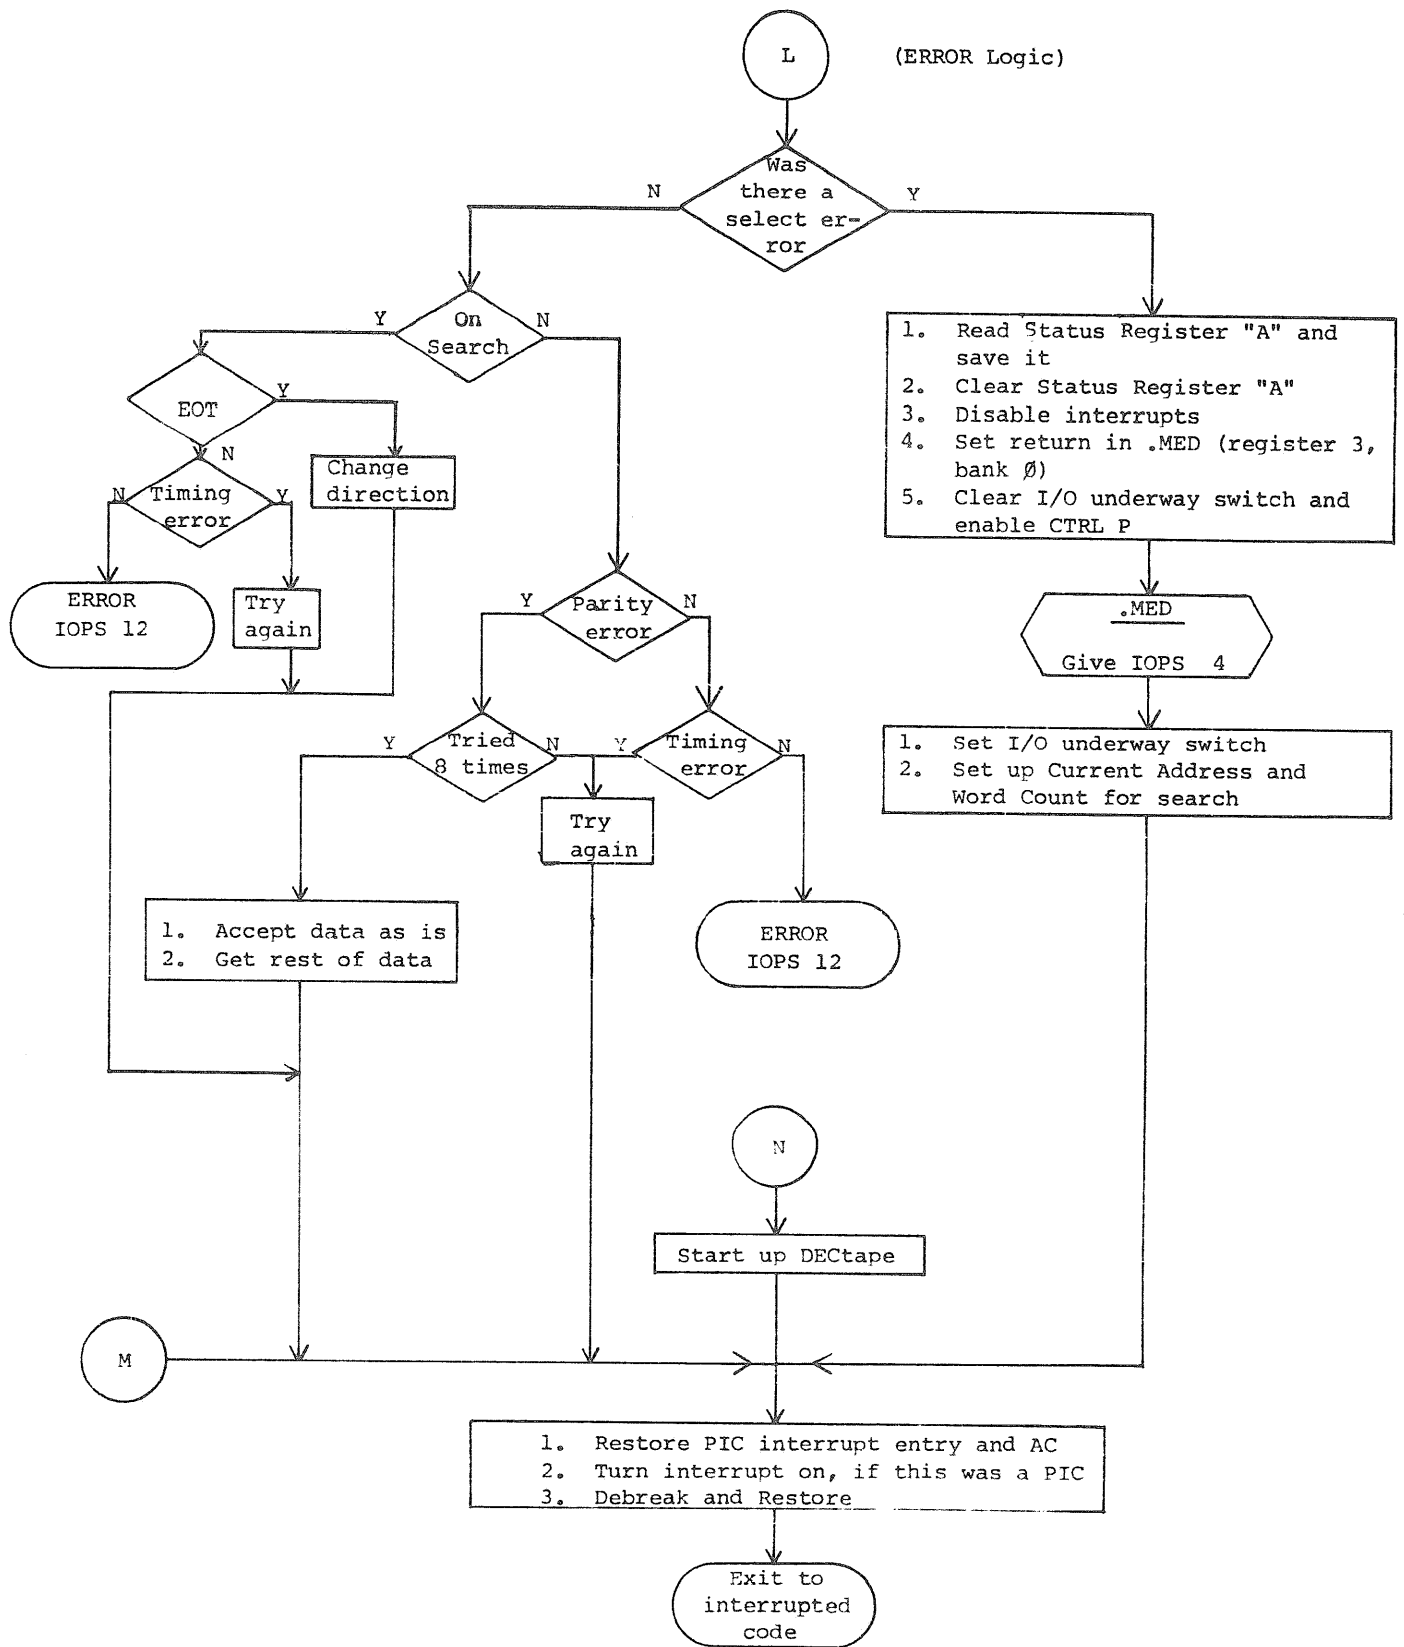 L
(ERROR Logic)
Was
there a
select er-
ror
N
Y
On
Search
Y
N
EOT
Y
N
Timing
error
N
Y
Change
direction
ERROR
IOPS 12
Try
again
1. Read Status Register "A" and
save it
2. Clear Status Register "A"
3. Disable interrupts
4. Set return in .MED (register 3,
bank Ø)
5. Clear I/O underway switch and
enable CTRL P
.MED
Give IOPS 4
1. Set I/O underway switch
2. Set up Current Address and
Word Count for search
Parity
error
Y
N
Tried
8 times
Y
N
Timing
error
Y
N
Try
again
1. Accept data as is
2. Get rest of data
ERROR
IOPS 12
N
Start up DECtape
M
1. Restore PIC interrupt entry and AC
2. Turn interrupt on, if this was a PIC
3. Debreak and Restore
Exit to
interrupted
code